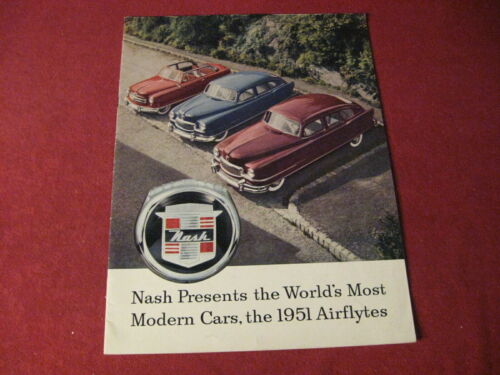 Nash
Nash Presents the World's Most
Modern Cars, the 1951 Airflytes